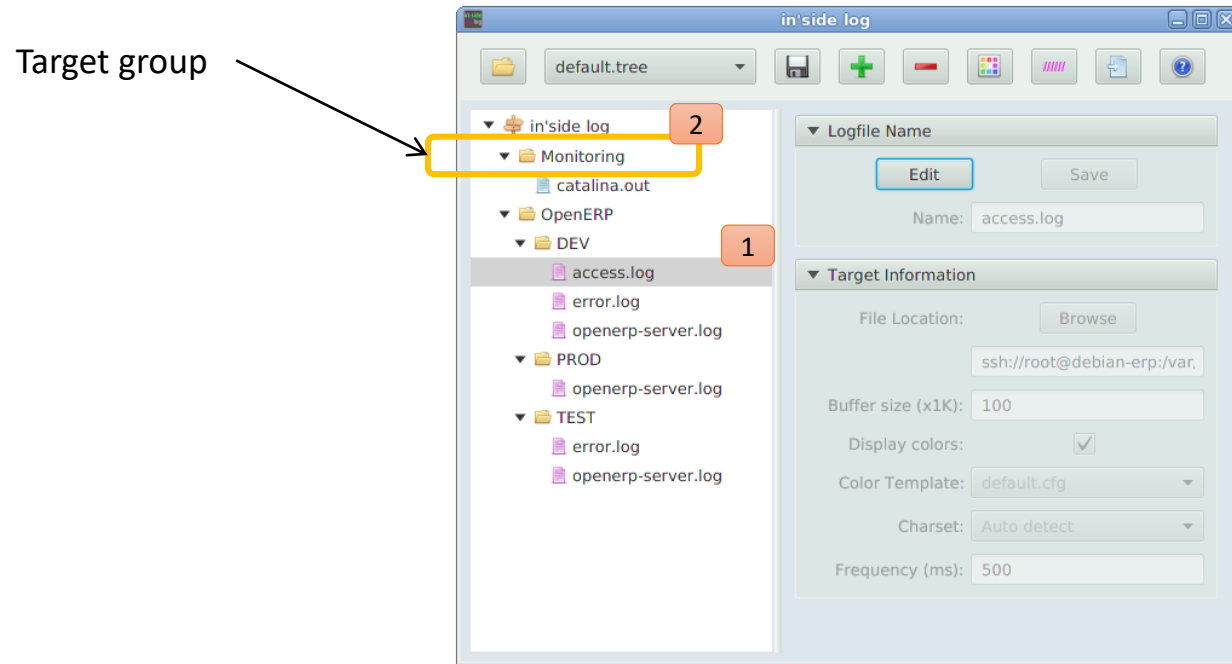 in'side log
Target group
default.tree
in'side log
2
Monitoring
catalina.out
OpenERP
DEV
1
access.log
error.log
openerp-server.log
PROD
openerp-server.log
TEST
error.log
openerp-server.log
Logfile Name
Edit Save
Name: access.log
Target Information
File Location: Browse
ssh://root@debian-erp:/var,
Buffer size (x1K): 100
Display colors:
Color Template: default.cfg
Charset: Auto detect
Frequency (ms): 500